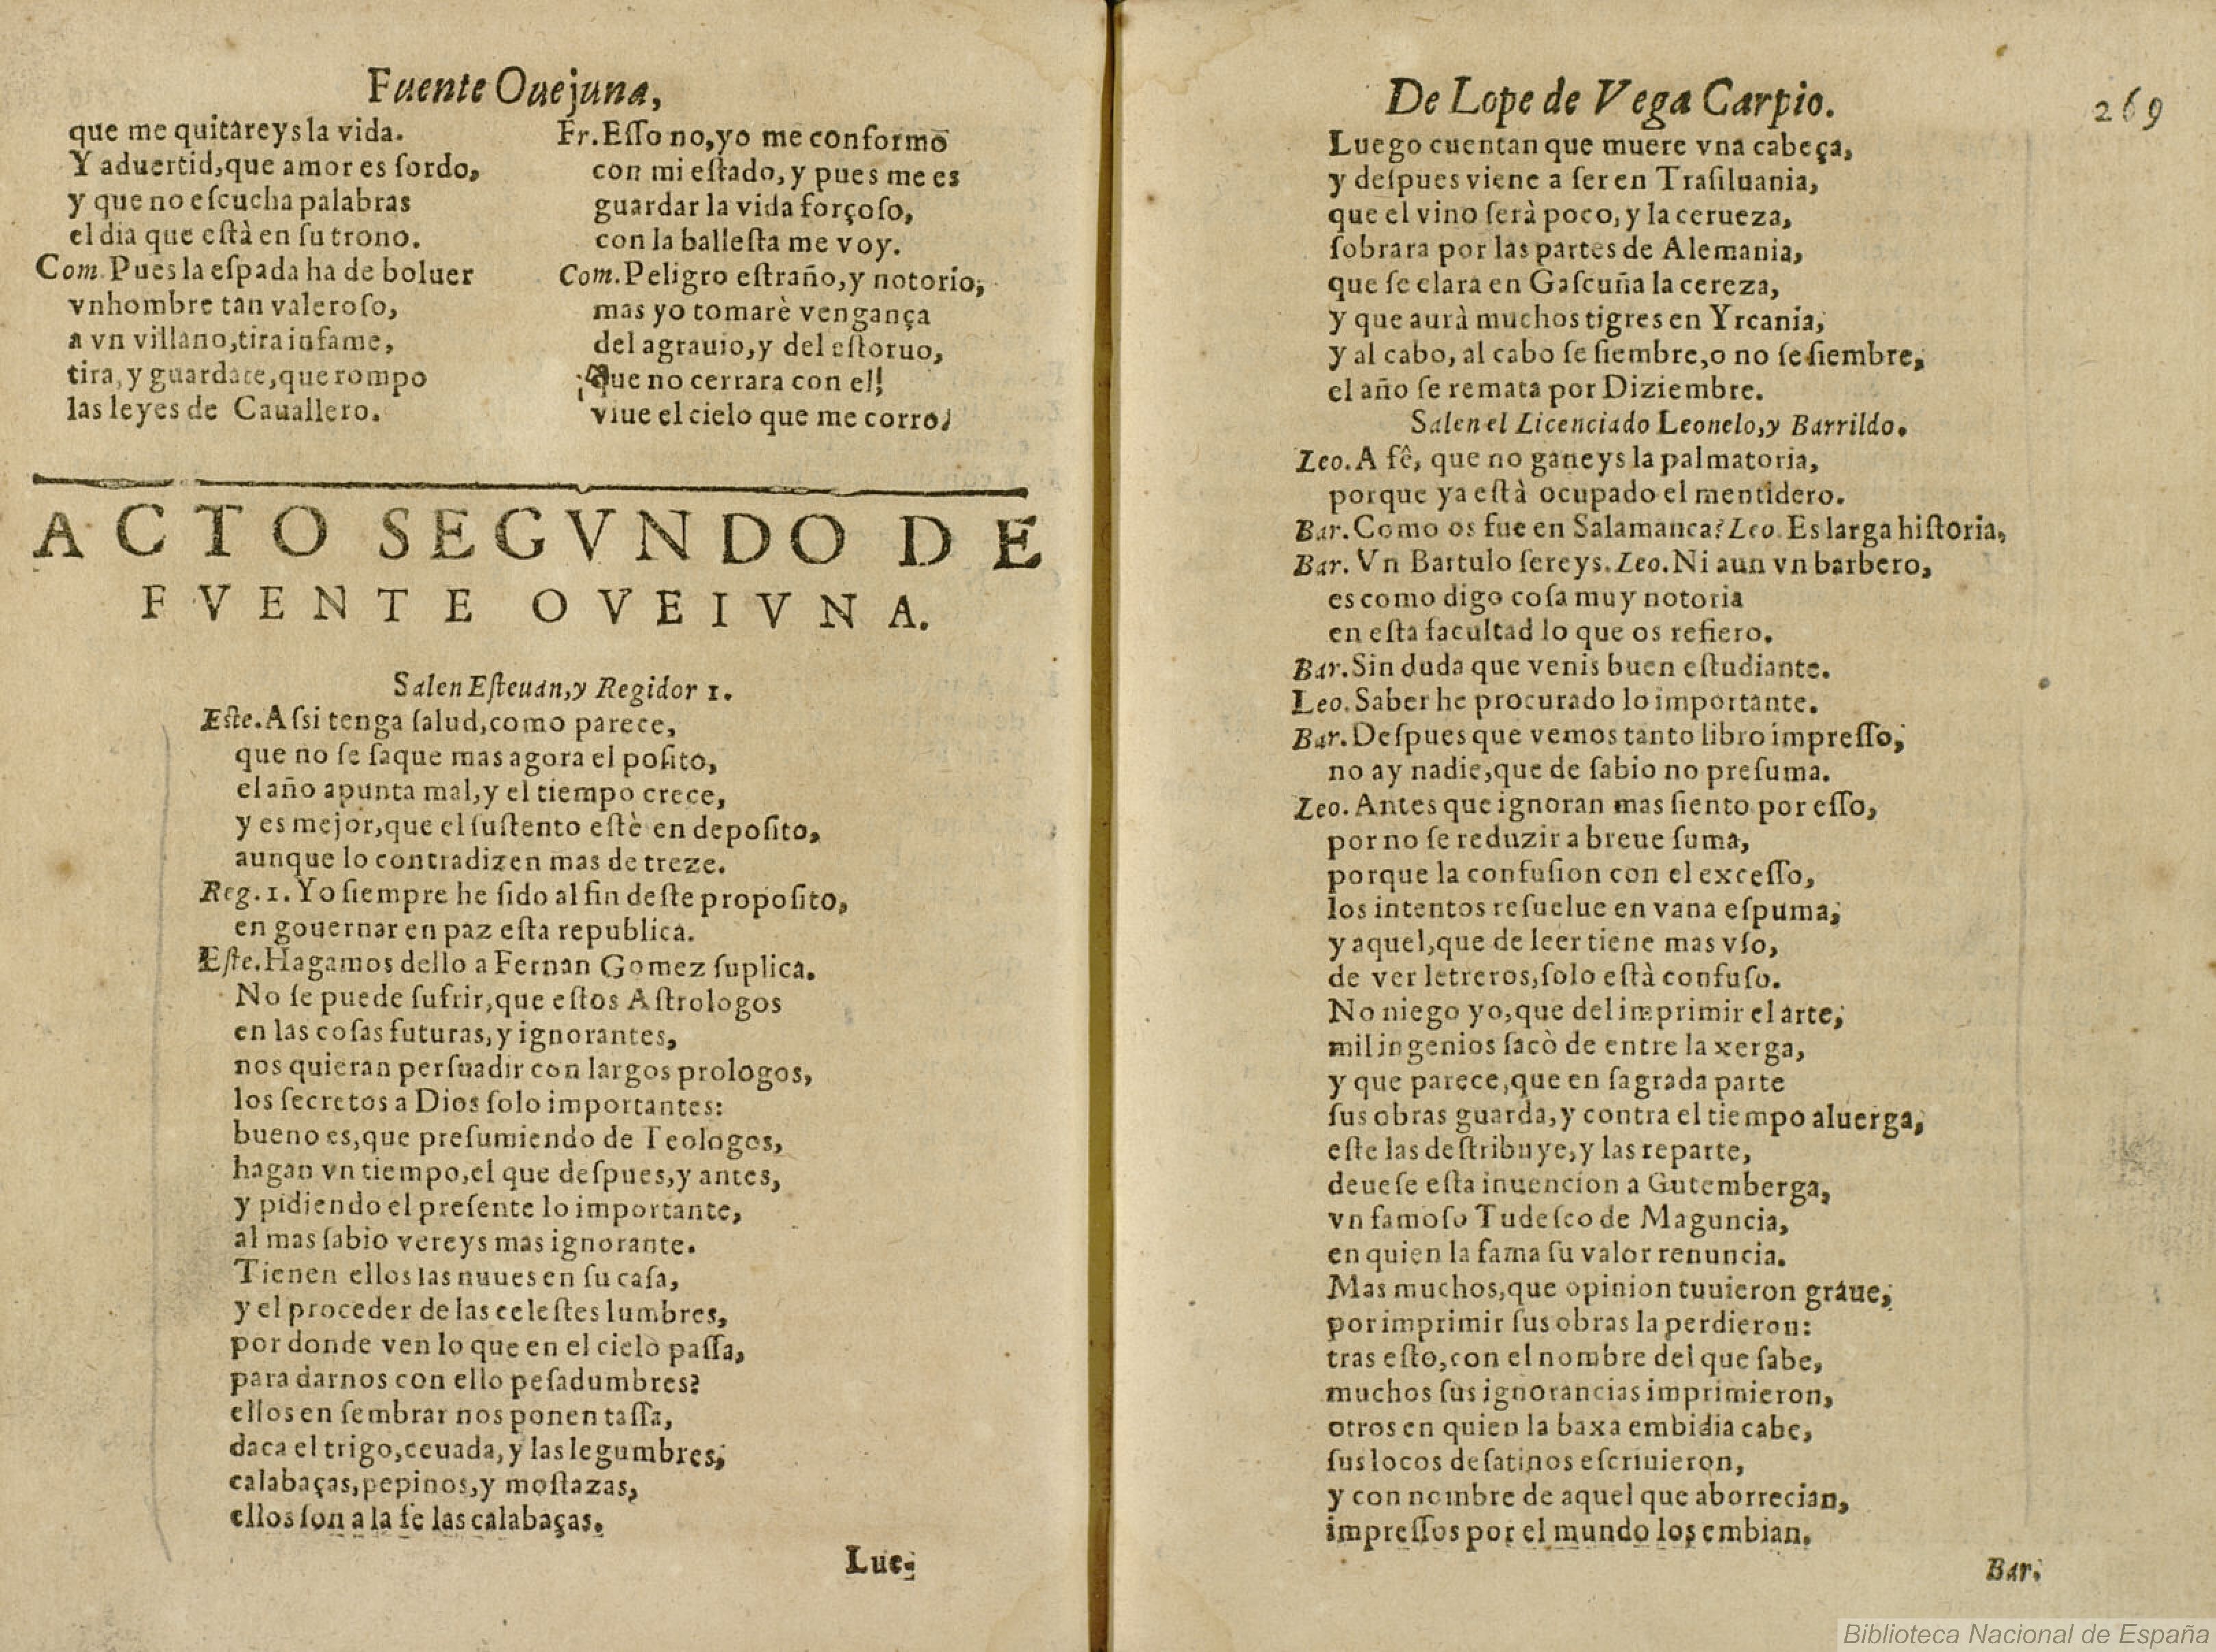 Fuente Ouejuna,
que me quitareys la vida.
Y aduertid, que amor es ſordo,
y que no eſcucha palabras
el dia que eſtà en ſu trono.
Com. Pues la eſpada ha de boluer
vn hombre tan valeroſo,
a vn villano, tira infame,
tira, y guardate, que rompo
las leyes de Cauallero.
Fr. Eſſo no, yo me conformo
con mi eſtado, y pues me es
guardar la vida forçoſo,
con la balleſta me voy.
Com. Peligro eſtraño, y notorio;
mas yo tomarè vengança
del agrauio, y del eſtoruo,
¡Que no cerrara con el!
viue el cielo que me corro!
ACTO SEGVNDO DE
FVENTE OVEIVNA.
Salen Eſteuan, y Regidor 1.
Eſte. Aſsi tenga ſalud, como parece,
que no ſe ſaque mas agora el poſito,
el año apunta mal, y el tiempo crece,
y es mejor, que el ſuſtento eſtè en depoſito,
aunque lo contradizen mas de treze.
Reg. 1. Yo ſiempre he ſido al fin deſte propoſito,
en gouernar en paz eſta republica.
Eſte. Hagamos dello a Fernan Gomez ſuplica.
No ſe puede ſufrir, que eſtos Aſtrologos
en las coſas futuras, y ignorantes,
nos quieran perſuadir con largos prologos,
los ſecretos a Dios ſolo importantes:
bueno es, que preſumiendo de Teologos,
hagan vn tiempo, el que deſpues, y antes,
y pidiendo el preſente lo importante,
al mas ſabio vereys mas ignorante.
Tienen ellos las nuues en ſu caſa,
y el proceder de las celeſtes lumbres,
por donde ven lo que en el cielo paſſa,
para darnos con ello peſadumbres?
ellos en ſembrar nos ponen taſſa,
daca el trigo, ceuada, y las legumbres;
calabaças, pepinos, y moſtazas,
ellos ſon a la fe las calabaças.
Lue-
De Lope de Vega Carpio.
269
Luego cuentan que muere vna cabeça,
y deſpues viene a ſer en Traſiluania,
que el vino ſerà poco, y la cerueza,
ſobrara por las partes de Alemania,
que ſe elara en Gaſcuña la cereza,
y que aurà muchos tigres en Yrcania,
y al cabo, al cabo ſe ſiembre, o no ſe ſiembre,
el año ſe remata por Diziembre.
Salen el Licenciado Leonelo, y Barrildo.
Leo. A fê, que no ganeys la palmatoria,
porque ya eſtà ocupado el mentidero.
Bar. Como os fue en Salamanca? Leo. Es larga hiſtoria,
Bar. Vn Bartulo ſereys. Leo. Ni aun vn barbero,
es como digo coſa muy notoria
en eſta facultad lo que os refiero.
Bar. Sin duda que venis buen eſtudiante.
Leo. Saber he procurado lo importante.
Bar. Deſpues que vemos tanto libro impreſſo,
no ay nadie, que de ſabio no preſuma.
Leo. Antes que ignoran mas ſiento por eſſo,
por no ſe reduzir a breue ſuma,
porque la confuſion con el exceſſo,
los intentos reſuelue en vana eſpuma;
y aquel, que de leer tiene mas vſo,
de ver letreros, ſolo eſtà confuſo.
No niego yo, que del imprimir el arte;
mil ingenios ſacò de entre la xerga,
y que parece, que en ſagrada parte
ſus obras guarda, y contra el tiempo aluerga,
eſte las deſtribuye, y las reparte,
deueſe eſta inuencion a Gutemberga,
vn famoſo Tudeſco de Maguncia,
en quien la fama ſu valor renuncia.
Mas muchos, que opinion tuuieron graue,
por imprimir ſus obras la perdieron:
tras eſto, con el nombre del que ſabe,
muchos ſus ignorancias imprimieron,
otros en quien la baxa embidia cabe,
ſus locos deſatinos eſcriuieron,
y con nombre de aquel que aborrecian,
impreſſos por el mundo los embian.
Bar.
Biblioteca Nacional de España